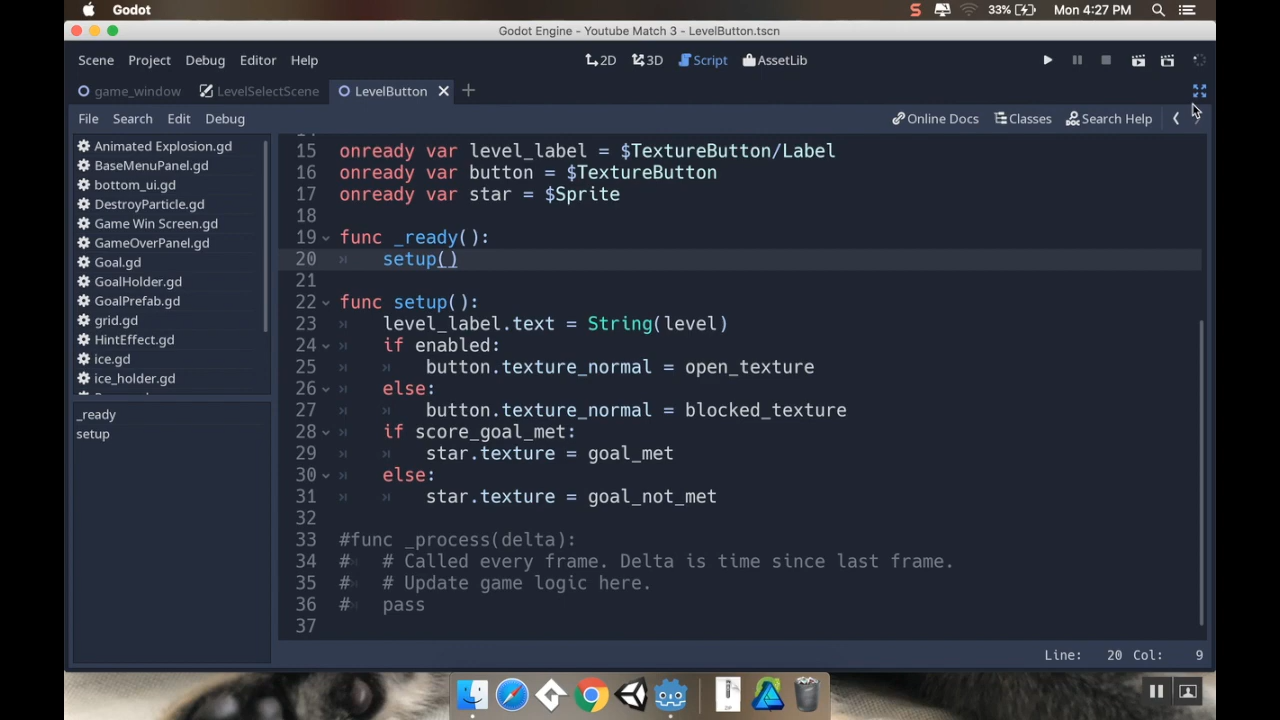 Godot
33%
Mon 4:27 PM
Godot Engine - Youtube Match 3 - LevelButton.tscn
Scene Project Debug Editor Help
2D 3D Script AssetLib
game_window LevelSelectScene LevelButton
File Search Edit Debug
Online Docs Classes Search Help
Animated Explosion.gd
BaseMenuPanel.gd
bottom_ui.gd
DestroyParticle.gd
Game Win Screen.gd
GameOverPanel.gd
Goal.gd
GoalHolder.gd
GoalPrefab.gd
grid.gd
HintEffect.gd
ice.gd
ice_holder.gd
_ready
setup
15 onready var level_label = $TextureButton/Label
16 onready var button = $TextureButton
17 onready var star = $Sprite
18
19 func _ready():
20 setup()
21
22 func setup():
23 level_label.text = String(level)
24 if enabled:
25 button.texture_normal = open_texture
26 else:
27 button.texture_normal = blocked_texture
28 if score_goal_met:
29 star.texture = goal_met
30 else:
31 star.texture = goal_not_met
32
33 #func _process(delta):
34 # # Called every frame. Delta is time since last frame.
35 # # Update game logic here.
36 # pass
37
Line: 20 Col: 9